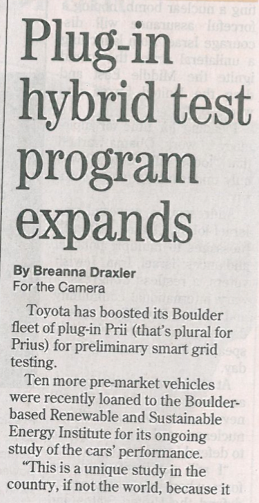 Plug-in
hybrid test
program
expands
By Breanna Draxler
For the Camera
Toyota has boosted its Boulder
fleet of plug-in Prii (that's plural for
Prius) for preliminary smart grid
testing.
Ten more pre-market vehicles
were recently loaned to the Boulder-
based Renewable and Sustainable
Energy Institute for its ongoing
study of the cars' performance.
"This is a unique study in the
country, if not the world, because it